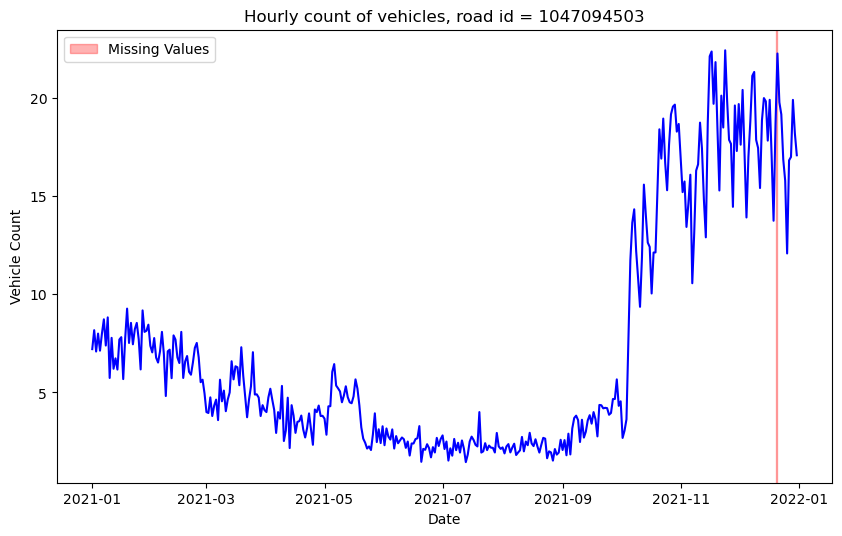 Hourly count of vehicles, road id = 1047094503
Missing Values
Vehicle Count
20
15
10
5
2021-01 2021-03 2021-05 2021-07 2021-09 2021-11 2022-01
Date